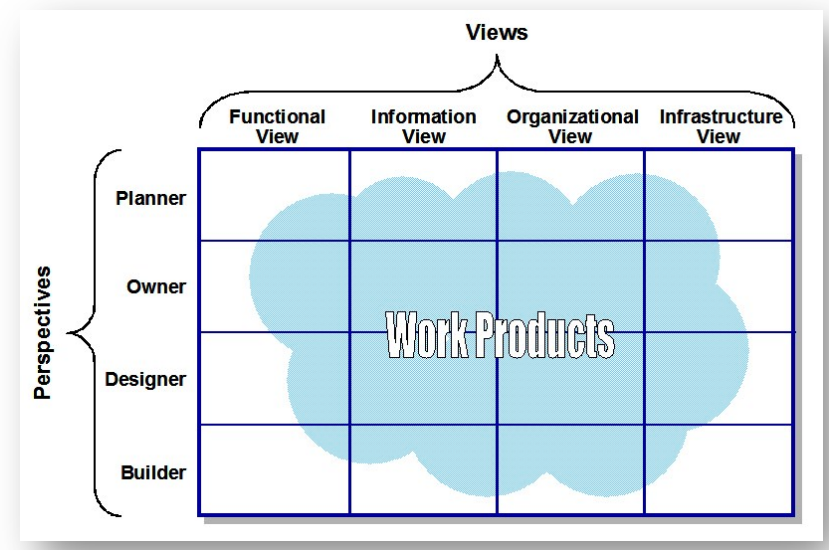 Views
Functional Information Organizational Infrastructure
View View View View
Planner
Owner
Perspectives
Work Products
Designer
Builder